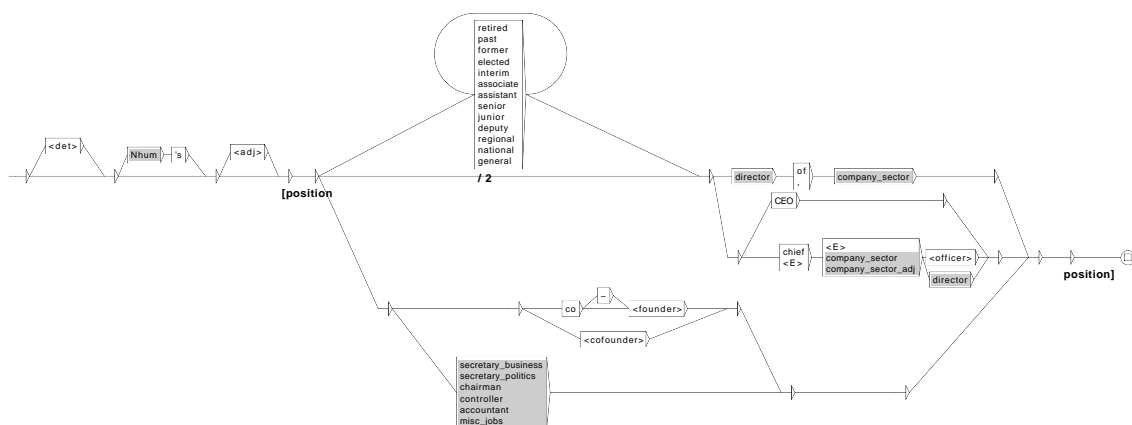 retired
past
former
elected
interim
associate
assistant
senior
junior
deputy
regional
national
general
/ 2
<det>
Nhum
's
<adj>
[position
director
of
,
company_sector
CEO
chief
<E>
<E>
company_sector
company_sector_adj
<officer>
director
position]
co
–
<founder>
<cofounder>
secretary_business
secretary_politics
chairman
controller
accountant
misc_jobs